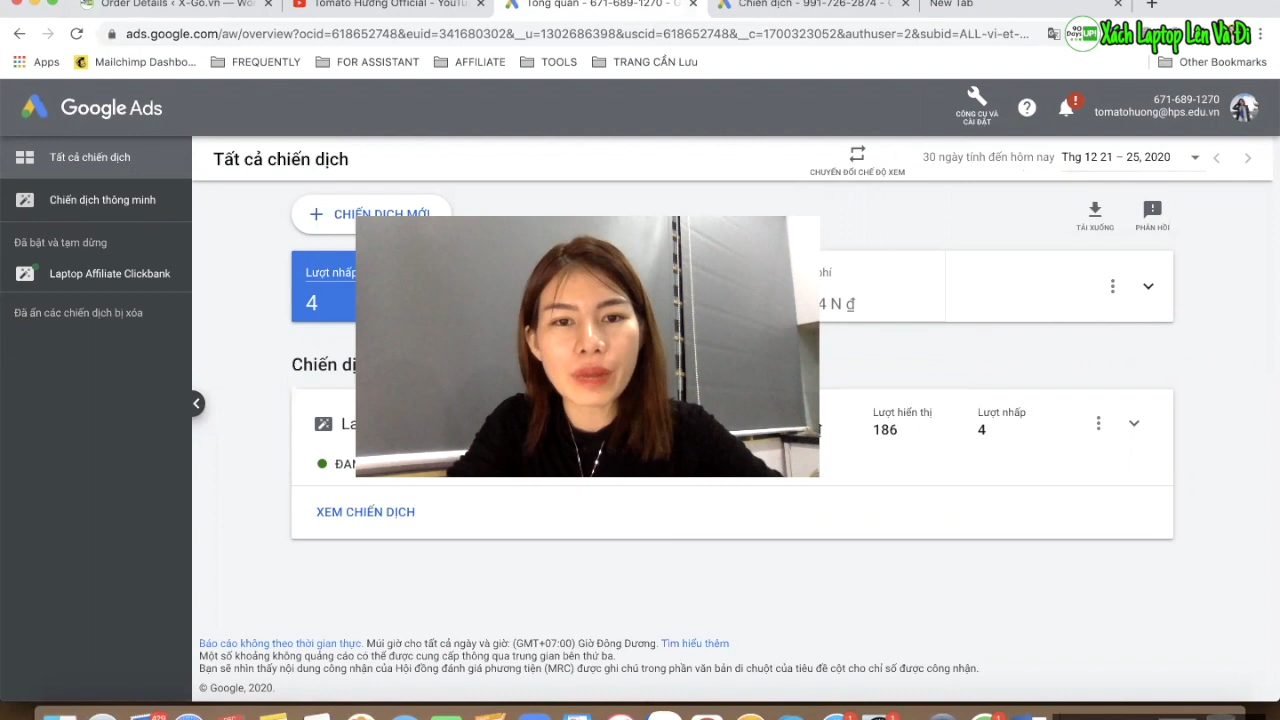 Order Details ‹ X-Go.vn — Wor
Tomato Hường Official - YouTu
Tổng quan - 671-689-1270 - G
Chiến dịch - 991-726-2874 - G
New Tab
ads.google.com/aw/overview?ocid=618652748&euid=341680302&__u=1302686398&uscid=618652748&__c=1700323052&authuser=2&subid=ALL-vi-et-...
GO Days UP!
Xách Laptop Lên Và Đi
Apps
Mailchimp Dashbo...
FREQUENTLY
FOR ASSISTANT
AFFILIATE
TOOLS
TRANG CẦN Lưu
Other Bookmarks
Google Ads
CÔNG CỤ VÀ
CÀI ĐẶT
671-689-1270
tomatohuong@hps.edu.vn
Tất cả chiến dịch
Tất cả chiến dịch
CHUYỂN ĐỔI CHẾ ĐỘ XEM
30 ngày tính đến hôm nay
Thg 12 21 – 25, 2020
Chiến dịch thông minh
CHIẾN DỊCH MỚI
TẢI XUỐNG
PHẢN HỒI
Đã bật và tạm dừng
Laptop Affiliate Clickbank
Đã ẩn các chiến dịch bị xóa
Lượt nhấp
4
phí
4 N ₫
Chiến dị
La
Lượt hiển thị
186
Lượt nhấp
4
ĐAN
XEM CHIẾN DỊCH
Báo cáo không theo thời gian thực. Múi giờ cho tất cả ngày và giờ: (GMT+07:00) Giờ Đông Dương. Tìm hiểu thêm
Một số khoảng không quảng cáo có thể được cung cấp thông qua trung gian bên thứ ba.
Bạn sẽ nhìn thấy nội dung công nhận của Hội đồng đánh giá phương tiện (MRC) được ghi chú trong phần văn bản di chuột của tiêu đề cột cho chỉ số được công nhận.
© Google, 2020.
429